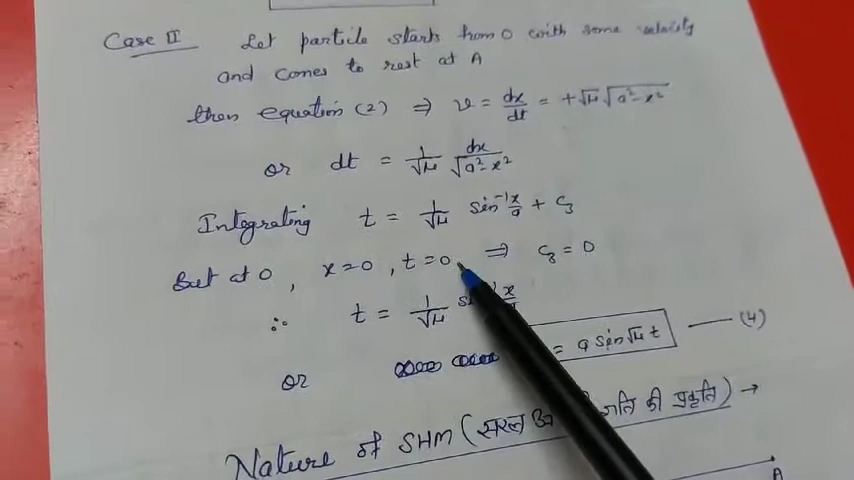 Case II Let particle starts from O with some velocity
and comes to rest at A
then equation (2) ⇒ v = dx/dt = +√μ √(a²-x²)
or dt = 1/√μ dx/√(a²-x²)
Integrating t = 1/√μ sin⁻¹ x/a + C₃
But at O, x=0, t=0 ⇒ C₃ = 0
∴ t = 1/√μ x
or = a sin√μ t — (4)
Nature of SHM (सरल गति की प्रकृति) →
A